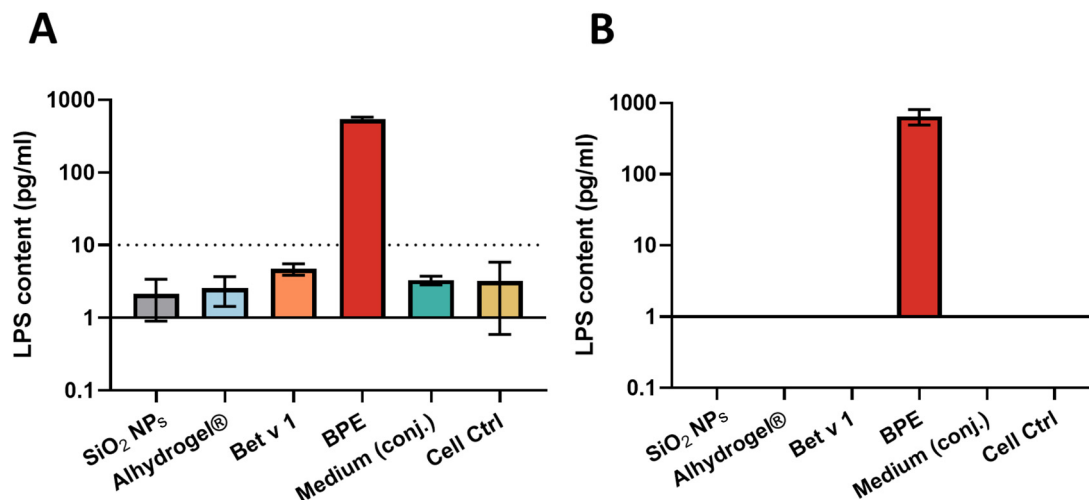 A
LPS content (pg/ml)
1000
100
10
1
0.1
SiO₂ NPs
Alhydrogel®
Bet v 1
BPE
Medium (conj.)
Cell Ctrl
B
LPS content (pg/ml)
1000
100
10
1
0.1
SiO₂ NPs
Alhydrogel®
Bet v 1
BPE
Medium (conj.)
Cell Ctrl